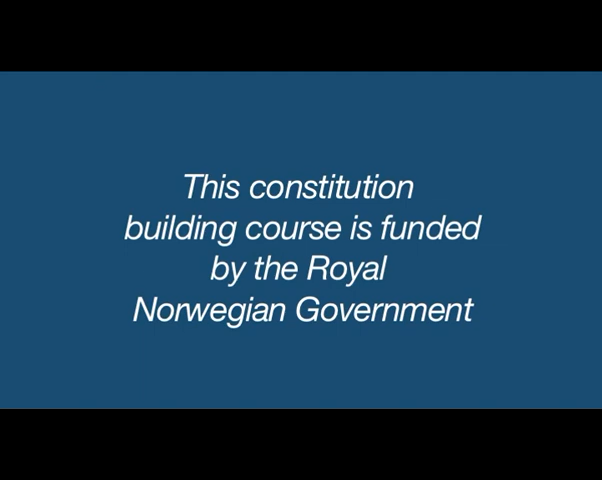 This constitution
building course is funded
by the Royal
Norwegian Government